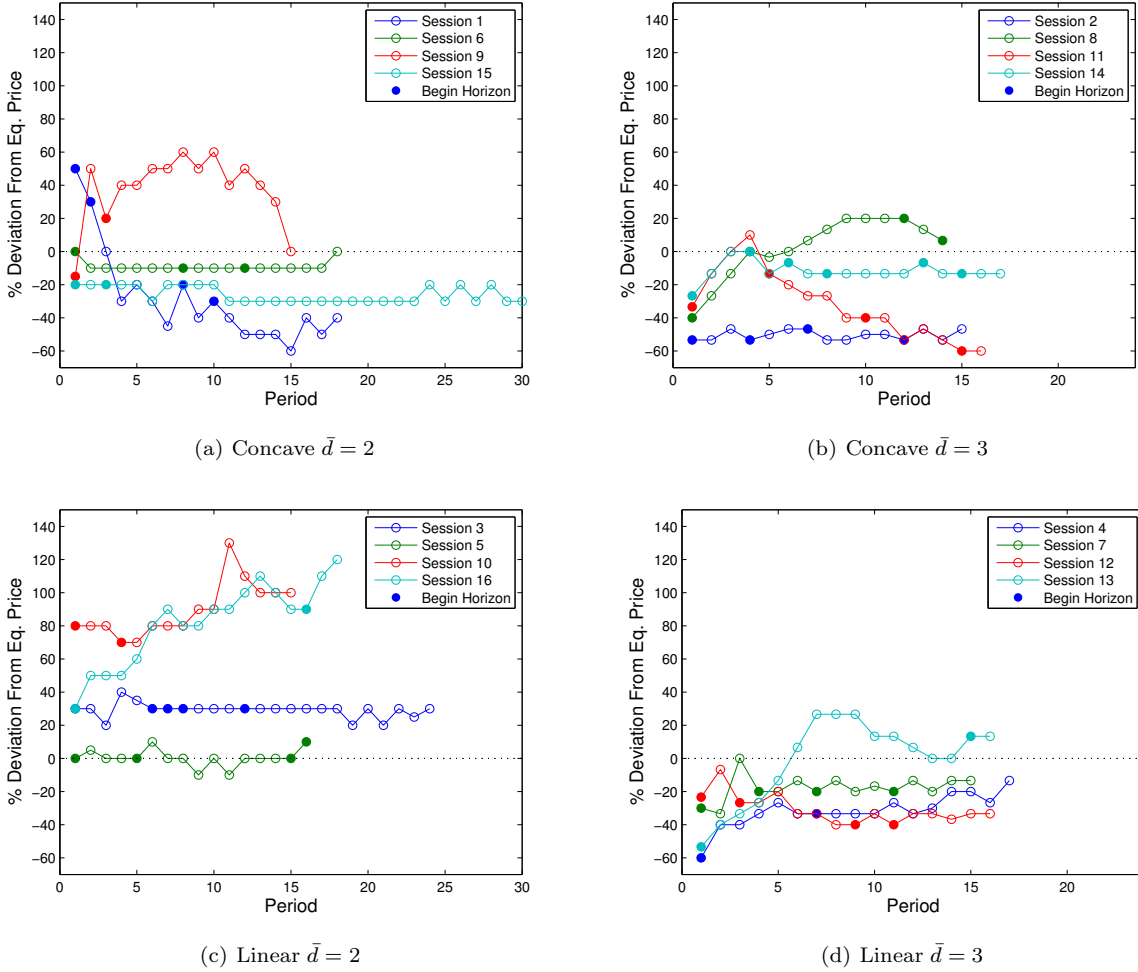 140
120
100
80
60
40
20
0
−20
−40
−60
% Deviation From Eq. Price
0 5 10 15 20 25 30
Period
Session 1
Session 6
Session 9
Session 15
Begin Horizon
(a) Concave d̄ = 2
140
120
100
80
60
40
20
0
−20
−40
−60
% Deviation From Eq. Price
0 5 10 15 20
Period
Session 2
Session 8
Session 11
Session 14
Begin Horizon
(b) Concave d̄ = 3
140
120
100
80
60
40
20
0
−20
−40
−60
% Deviation From Eq. Price
0 5 10 15 20 25 30
Period
Session 3
Session 5
Session 10
Session 16
Begin Horizon
(c) Linear d̄ = 2
140
120
100
80
60
40
20
0
−20
−40
−60
% Deviation From Eq. Price
0 5 10 15 20
Period
Session 4
Session 7
Session 12
Session 13
Begin Horizon
(d) Linear d̄ = 3